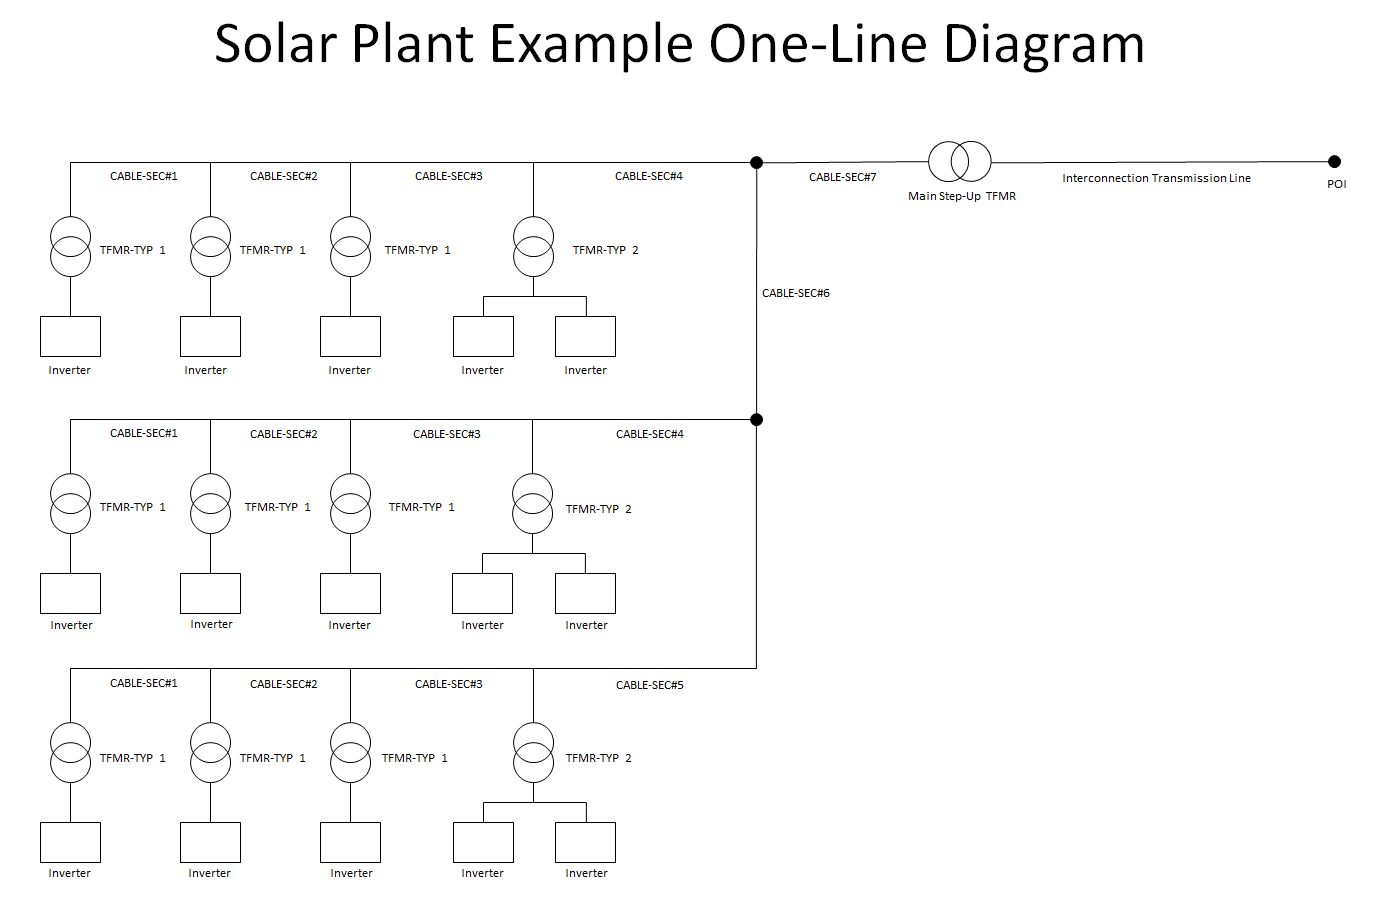 Solar Plant Example One-Line Diagram
CABLE-SEC#1
CABLE-SEC#2
CABLE-SEC#3
CABLE-SEC#4
CABLE-SEC#7
Interconnection Transmission Line
POI
Main Step-Up TFMR
TFMR-TYP 1
TFMR-TYP 1
TFMR-TYP 1
TFMR-TYP 2
CABLE-SEC#6
Inverter
Inverter
Inverter
Inverter
Inverter
CABLE-SEC#1
CABLE-SEC#2
CABLE-SEC#3
CABLE-SEC#4
TFMR-TYP 1
TFMR-TYP 1
TFMR-TYP 1
TFMR-TYP 2
Inverter
Inverter
Inverter
Inverter
Inverter
CABLE-SEC#1
CABLE-SEC#2
CABLE-SEC#3
CABLE-SEC#5
TFMR-TYP 1
TFMR-TYP 1
TFMR-TYP 1
TFMR-TYP 2
Inverter
Inverter
Inverter
Inverter
Inverter